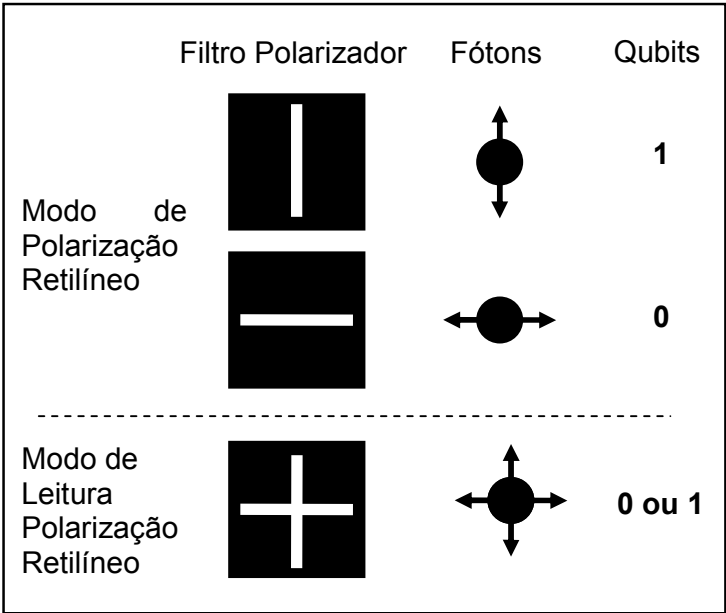 Filtro Polarizador Fótons Qubits
1
Modo de
Polarização
Retilíneo
0
Modo de
Leitura
Polarização
Retilíneo
0 ou 1